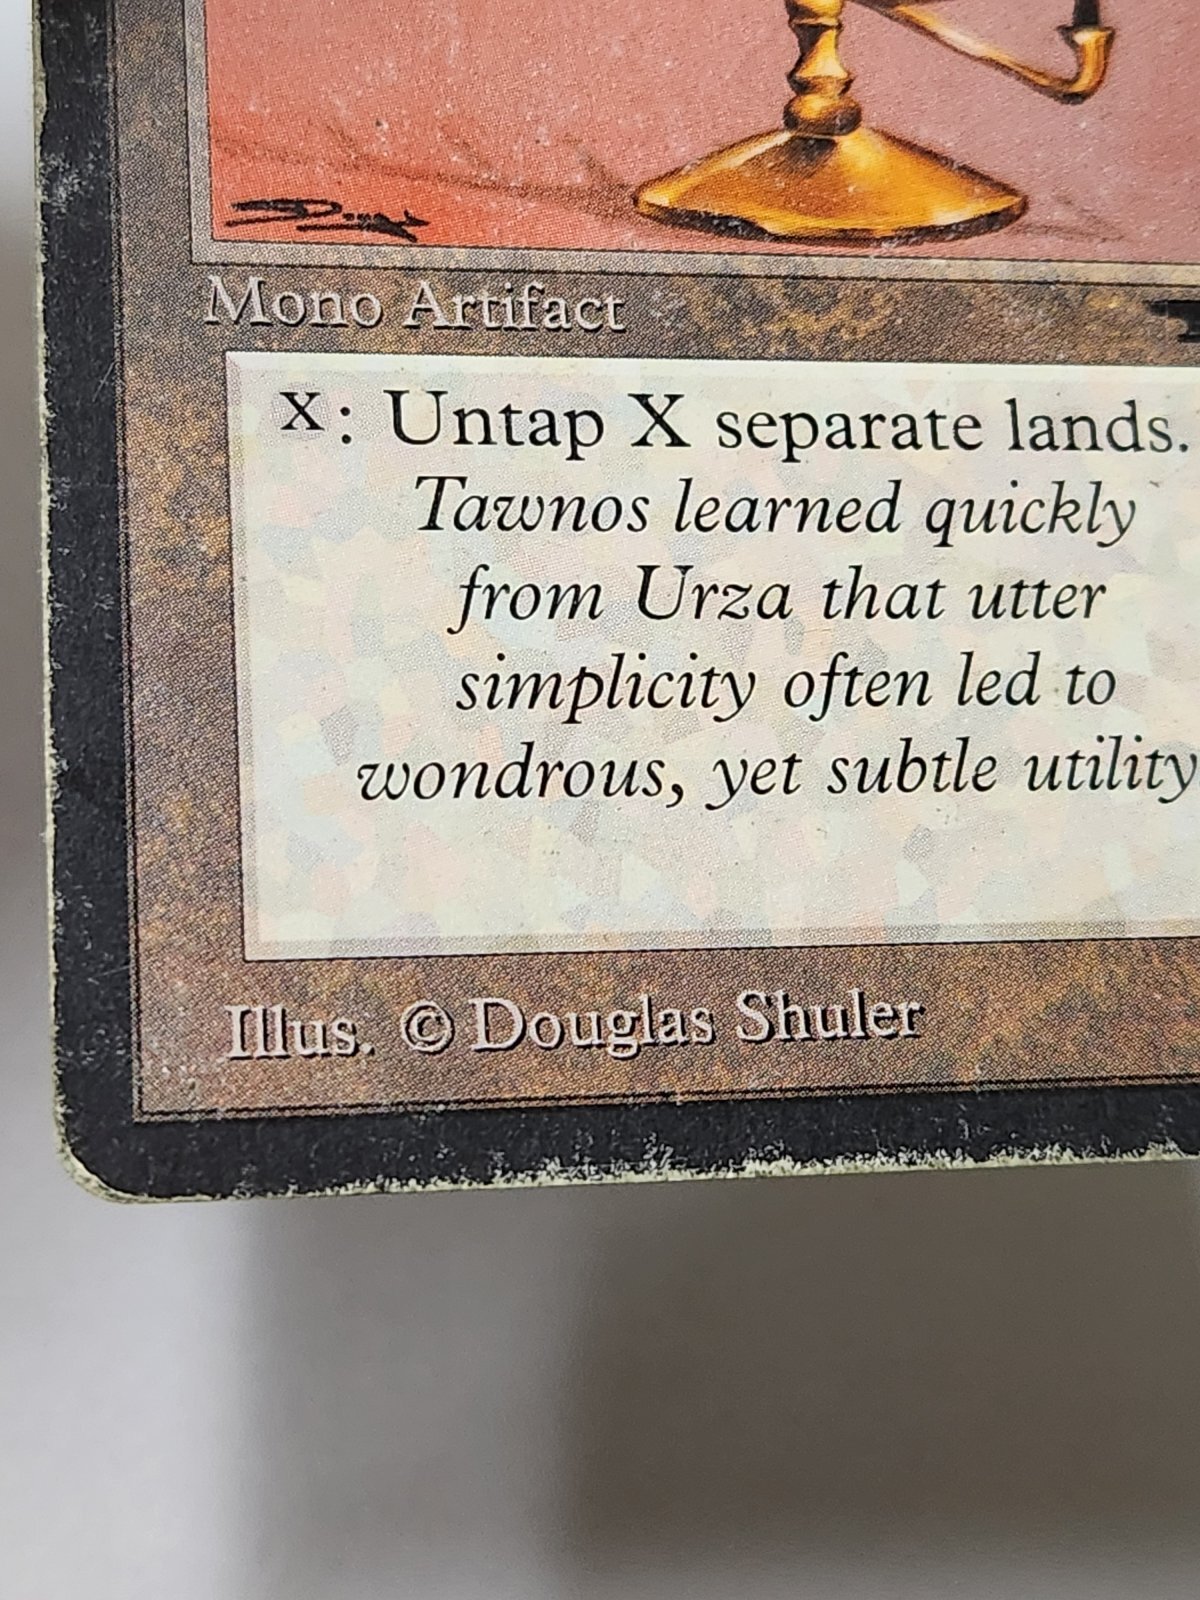 Mono Artifact
X: Untap X separate lands.
Tawnos learned quickly
from Urza that utter
simplicity often led to
wondrous, yet subtle utility
Illus. © Douglas Shuler